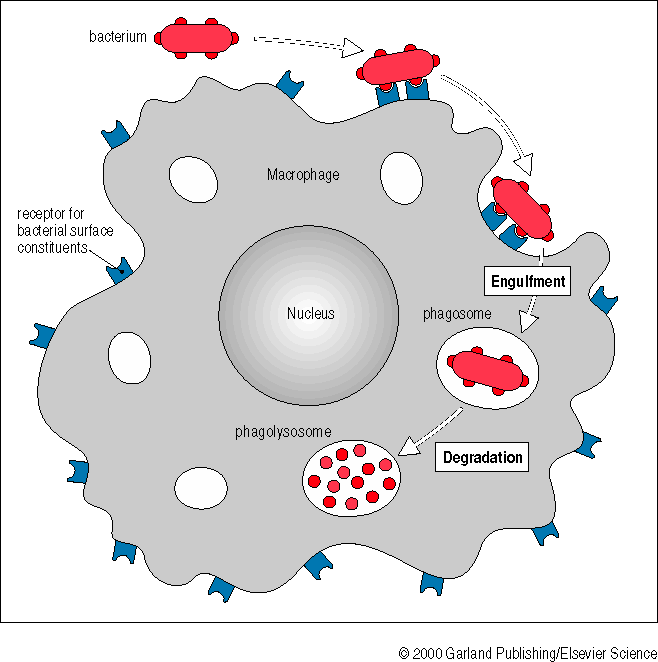 bacterium
Macrophage
receptor for
bacterial surface
constituents
Engulfment
Nucleus
phagosome
phagolysosome
Degradation
© 2000 Garland Publishing/Elsevier Science